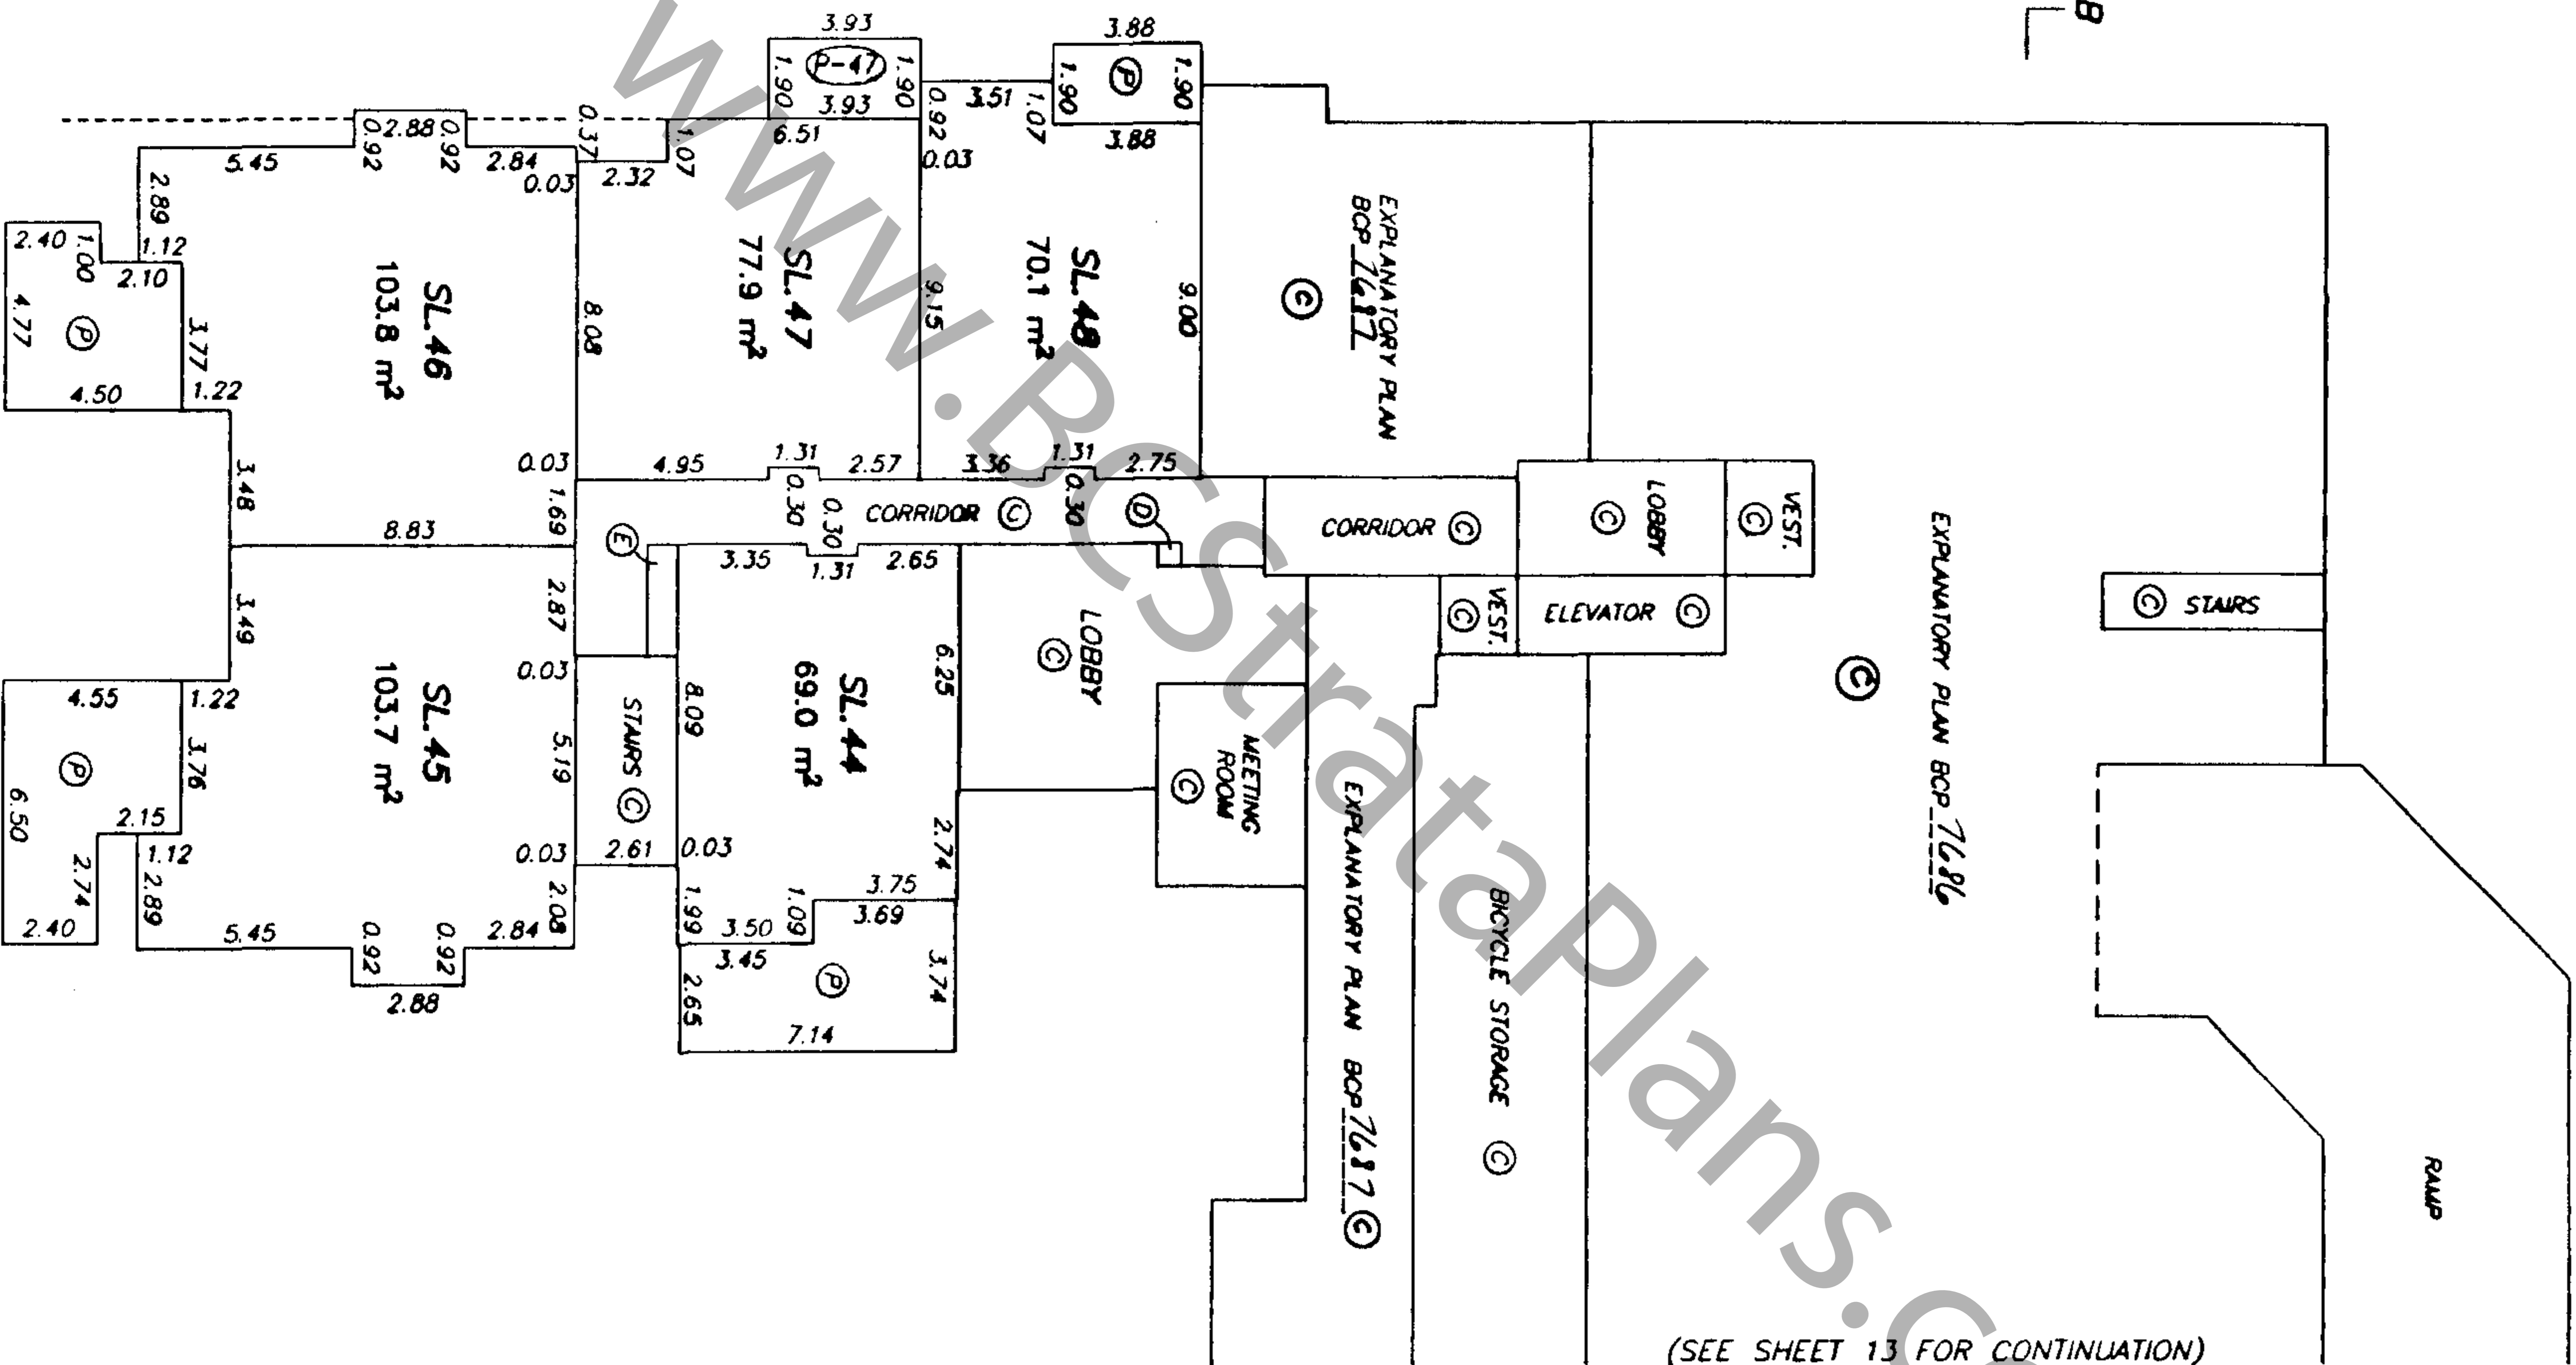 B
3.93
P-47
1.90
1.90
3.93
6.51
3.88
P
1.90
1.90
3.88
3.51
1.07
0.92
0.03
0.92
2.88
0.92
5.45
2.84
0.03
0.37
2.32
1.07
2.89
1.12
2.40
1.00
2.10
4.77
P
3.77
4.50
1.22
SL.46
103.8 m²
8.08
SL.47
77.9 m²
9.15
SL.48
70.1 m²
9.00
EXPLANATORY PLAN
BCP 7687
C
3.48
0.03
1.69
4.95
1.31
0.30
2.57
0.30
3.36
1.31
0.30
2.75
CORRIDOR C
D
E
CORRIDOR C
LOBBY
C
VEST.
C
8.83
3.35
1.31
2.65
VEST.
C
ELEVATOR C
C STAIRS
EXPLANATORY PLAN BCP 7686
C
3.49
2.87
0.03
4.55
1.22
P
3.76
6.50
2.15
2.74
1.12
2.89
2.40
SL.45
103.7 m²
5.19
STAIRS C
0.03
2.61
2.08
5.45
0.92
0.92
2.84
2.88
8.09
SL.44
69.0 m²
6.25
0.03
2.74
1.99
3.50
1.09
3.75
3.69
3.45
P
3.74
2.65
7.14
LOBBY
C
MEETING
ROOM
C
EXPLANATORY PLAN BCP 7687 C
BICYCLE STORAGE C
RAMP
(SEE SHEET 13 FOR CONTINUATION)
www.BCStrataPlans.c